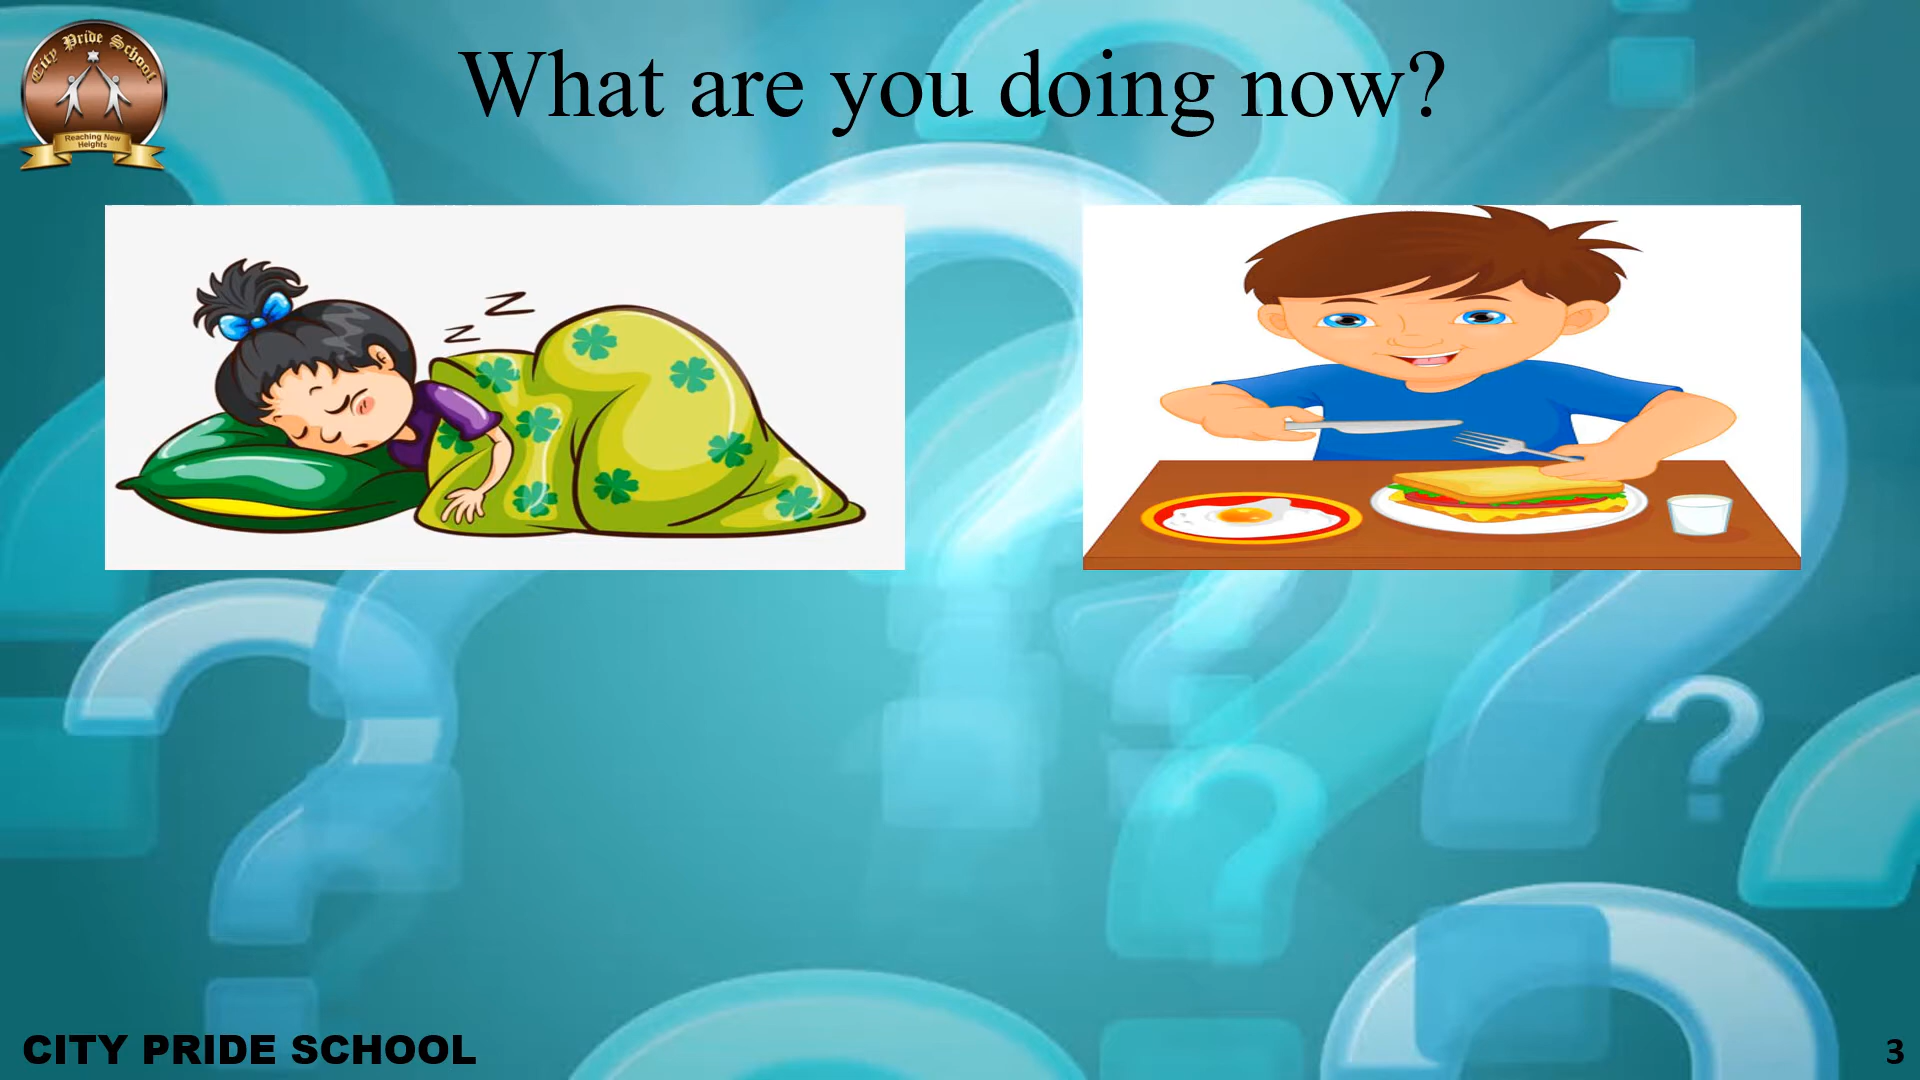 City Pride School
Reaching New
Heights
What are you doing now?
z
Z
CITY PRIDE SCHOOL
3